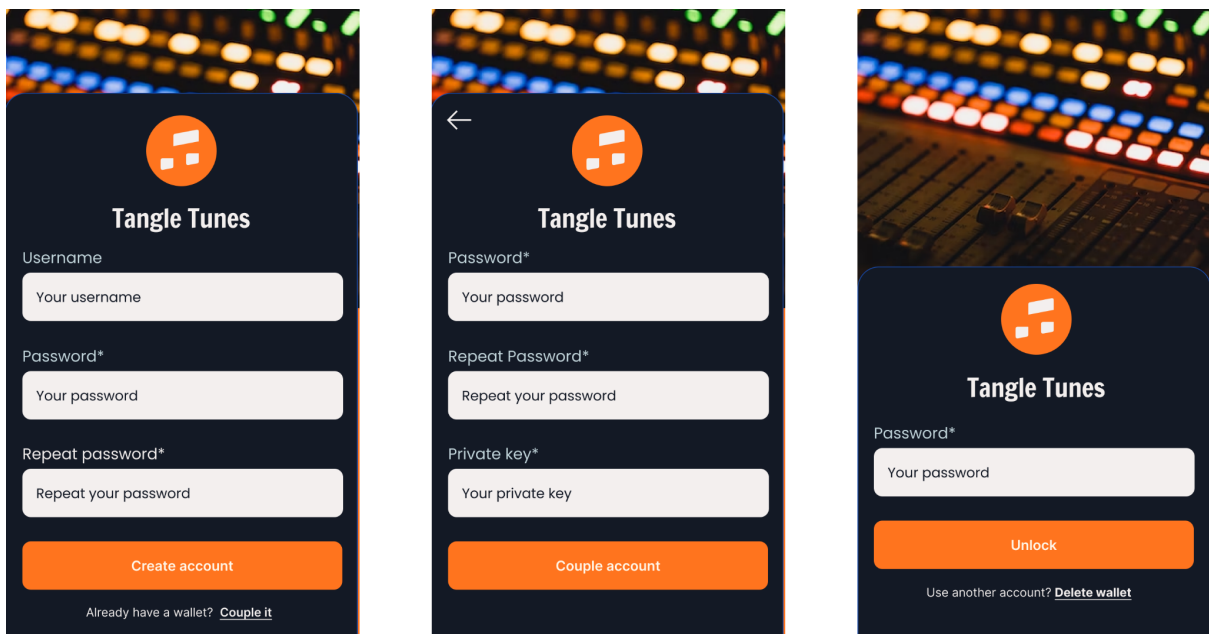 Tangle Tunes
Username
Your username
Password*
Your password
Repeat password*
Repeat your password
Create account
Already have a wallet? Couple it
Tangle Tunes
Password*
Your password
Repeat Password*
Repeat your password
Private key*
Your private key
Couple account
Tangle Tunes
Password*
Your password
Unlock
Use another account? Delete wallet